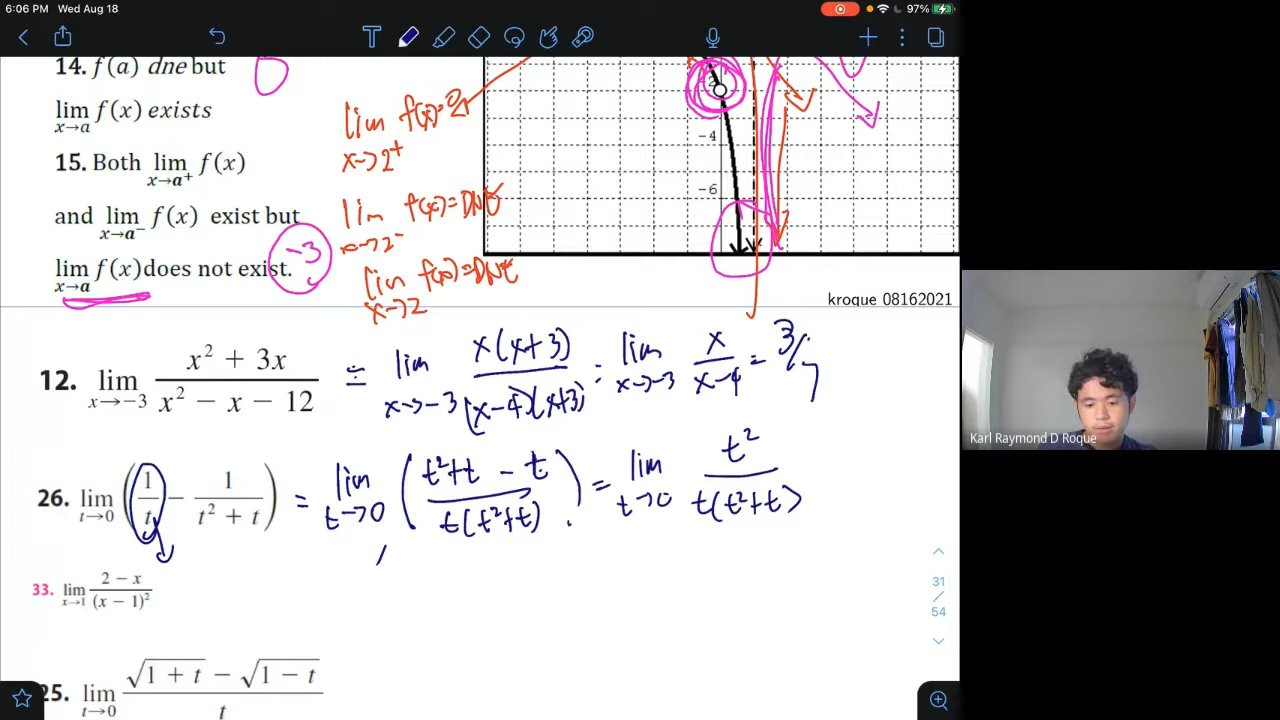 6:06 PM Wed Aug 18
97%
14. f(a) dne but
lim x→a f(x) exists
15. Both lim x→a⁺ f(x)
and lim x→a⁻ f(x) exist but
lim x→a f(x) does not exist.
-3
lim x→2⁺ f(x)=2
lim x→2⁻ f(x)=DNE
lim x→2 f(x)=DNE
-2
-4
-6
kroque 08162021
12. lim x→−3 (x² + 3x)/(x² − x − 12) = lim x→-3 x(x+3)/((x-4)(x+3)) = lim x→-3 x/(x-4) = 3/7
26. lim t→0 (1/t − 1/(t² + t)) = lim t→0 ((t²+t - t)/(t(t²+t))) = lim t→0 t²/(t(t²+t))
33. lim x→1 (2 − x)/(x − 1)²
25. lim t→0 (√(1 + t) − √(1 − t))/t
31
/
54
Karl Raymond D Roque